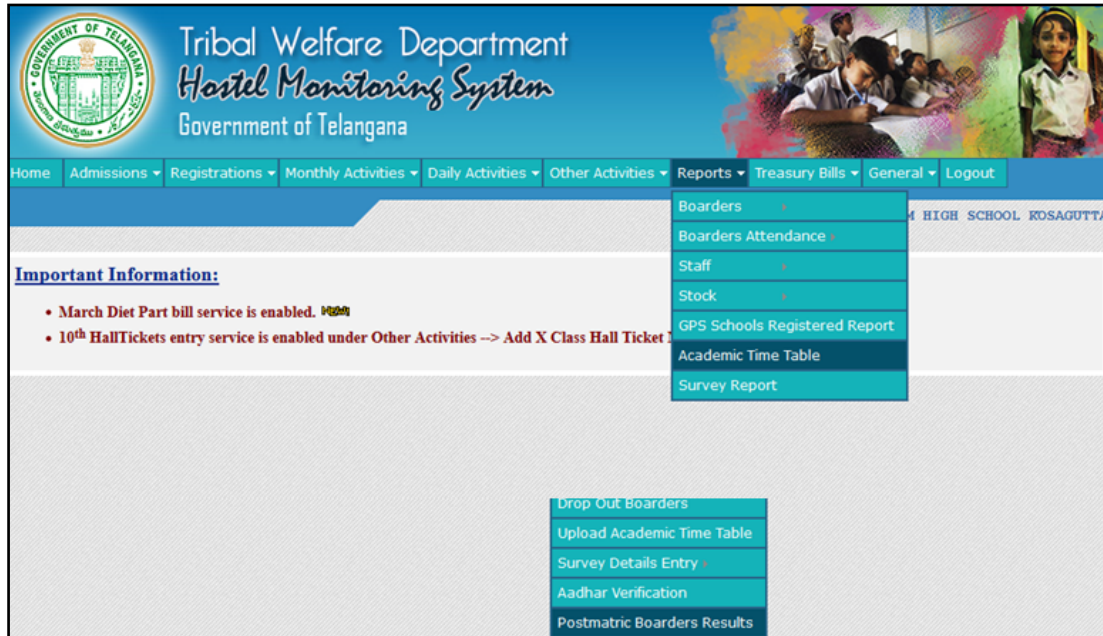 GOVERNMENT OF TELANGANA
Tribal Welfare Department
Hostel Monitoring System
Government of Telangana
Home Admissions Registrations Monthly Activities Daily Activities Other Activities Reports Treasury Bills General Logout
Boarders
HIGH SCHOOL KOSAGUTTA
Boarders Attendance
Staff
Stock
GPS Schools Registered Report
Academic Time Table
Survey Report
Important Information:
• March Diet Part bill service is enabled. NEW!
• 10th HallTickets entry service is enabled under Other Activities --> Add X Class Hall Ticket
Drop Out Boarders
Upload Academic Time Table
Survey Details Entry
Aadhar Verification
Postmatric Boarders Results